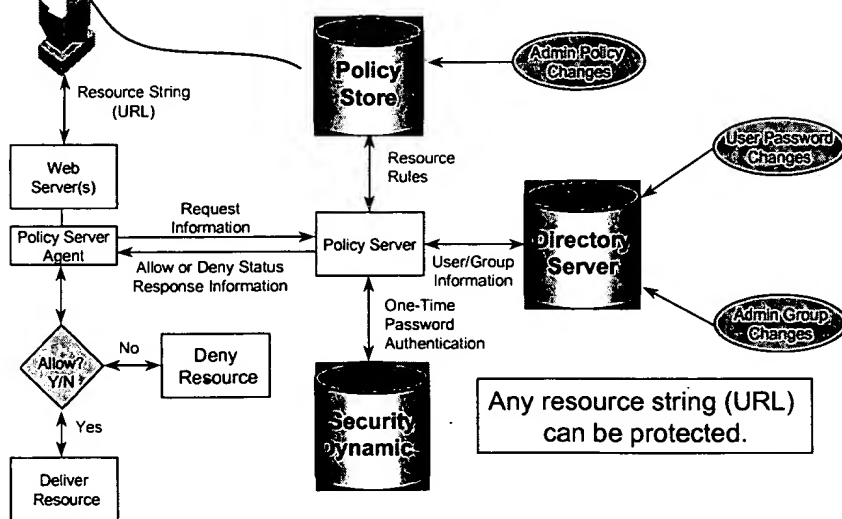 Resource String
(URL)
Web
Server(s)
Policy Server
Agent
Request
Information
Allow or Deny Status
Response Information
Allow?
Y/N
No
Deny
Resource
Yes
Deliver
Resource
Policy
Store
Admin Policy
Changes
Resource
Rules
Policy Server
User/Group
Information
Directory
Server
User Password
Changes
Admin Group
Changes
One-Time
Password
Authentication
Security
Dynamic
Any resource string (URL)
can be protected.